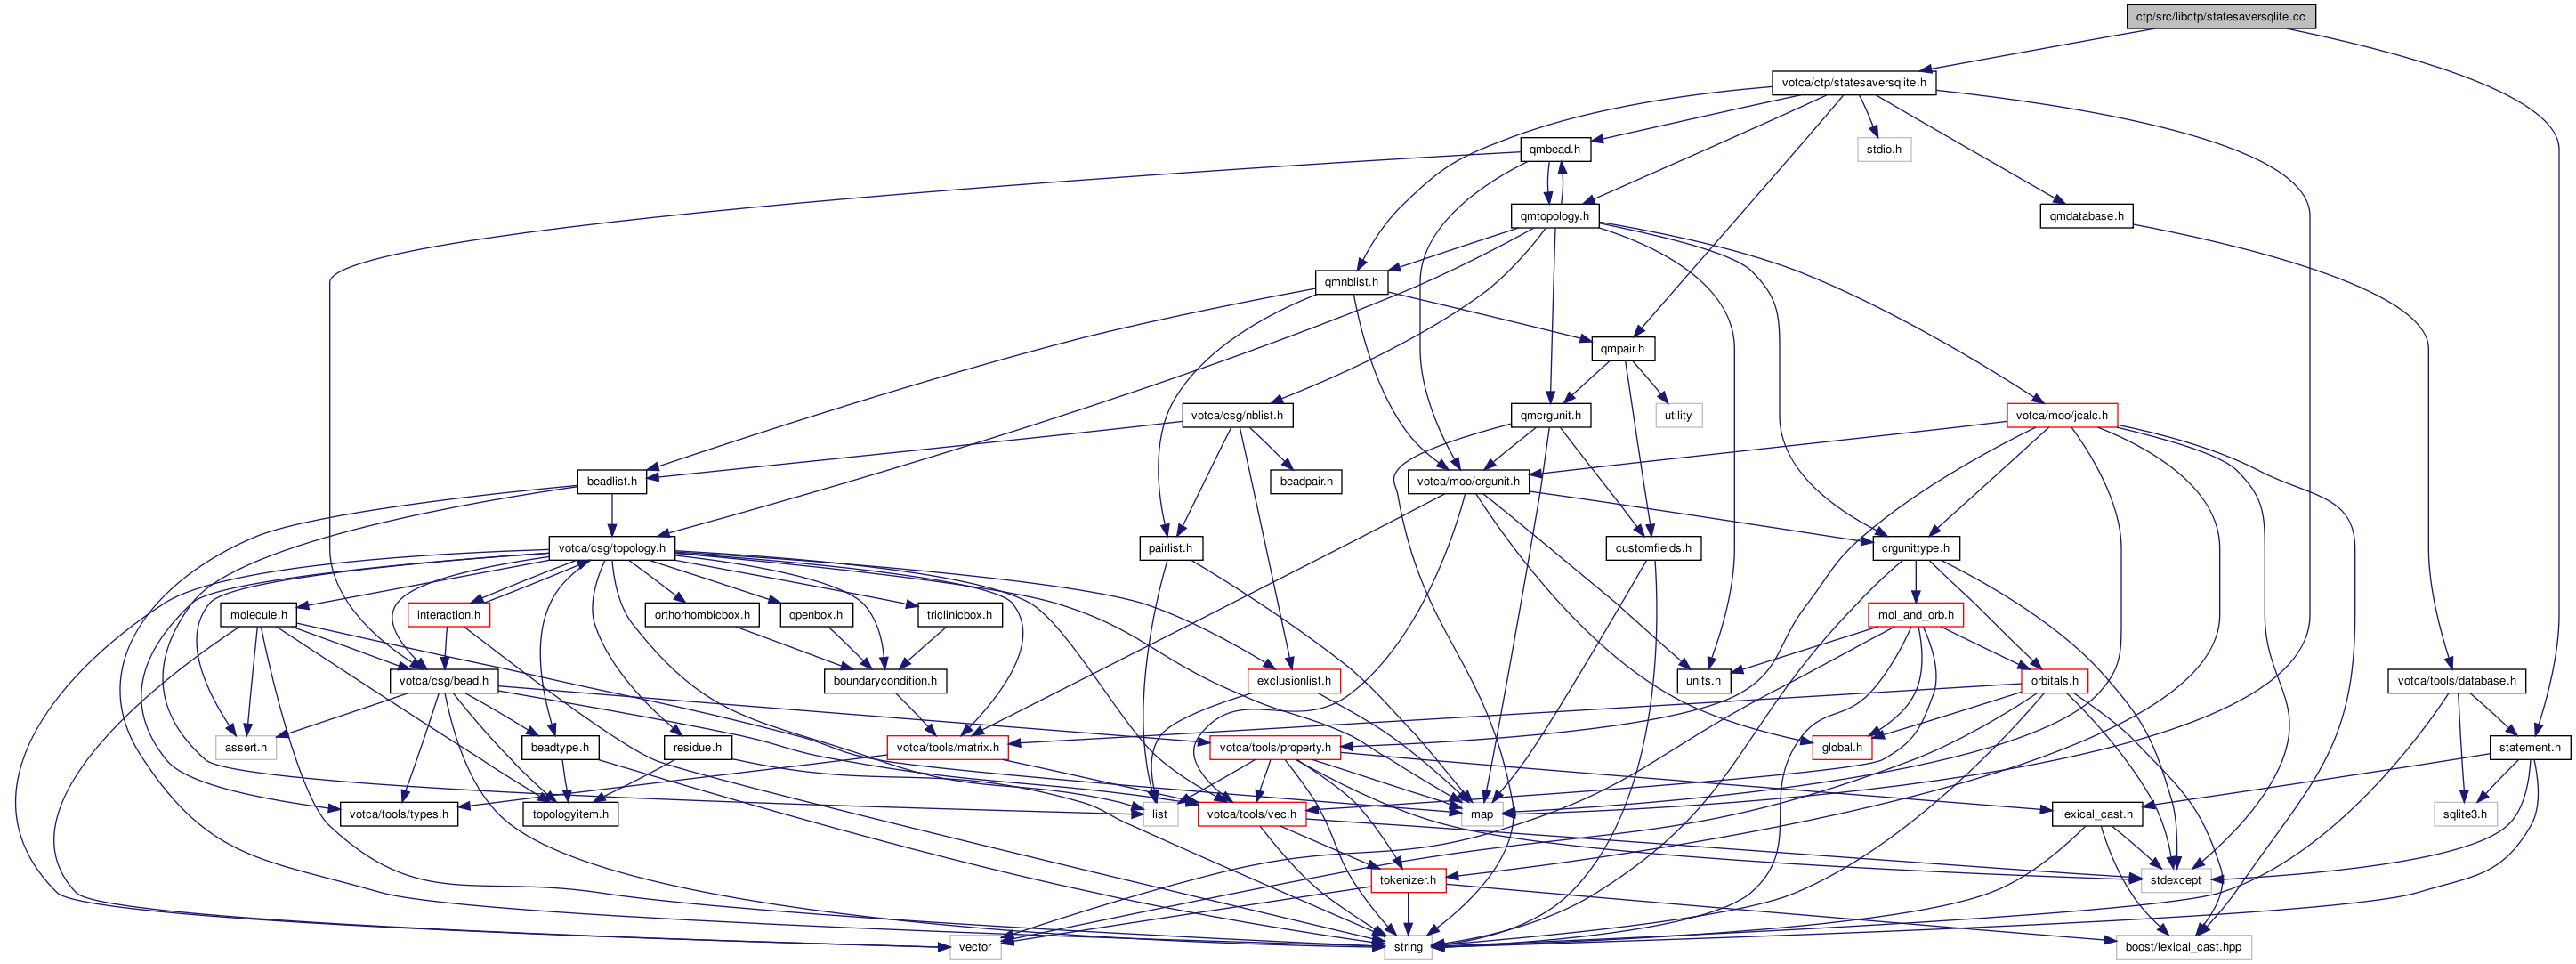 ctp/src/libctp/statesaversqlite.cc
votca/ctp/statesaversqlite.h
qmbead.h
stdio.h
qmtopology.h
qmdatabase.h
qmnblist.h
qmpair.h
votca/csg/nblist.h
qmcrgunit.h
utility
votca/moo/jcalc.h
beadlist.h
beadpair.h
votca/moo/crgunit.h
votca/csg/topology.h
pairlist.h
customfields.h
crgunittype.h
molecule.h
interaction.h
orthorhombicbox.h
openbox.h
triclinicbox.h
mol_and_orb.h
votca/csg/bead.h
boundarycondition.h
exclusionlist.h
units.h
orbitals.h
votca/tools/database.h
assert.h
beadtype.h
residue.h
votca/tools/matrix.h
votca/tools/property.h
global.h
statement.h
votca/tools/types.h
topologyitem.h
list
votca/tools/vec.h
map
lexical_cast.h
sqlite3.h
tokenizer.h
stdexcept
vector
string
boost/lexical_cast.hpp